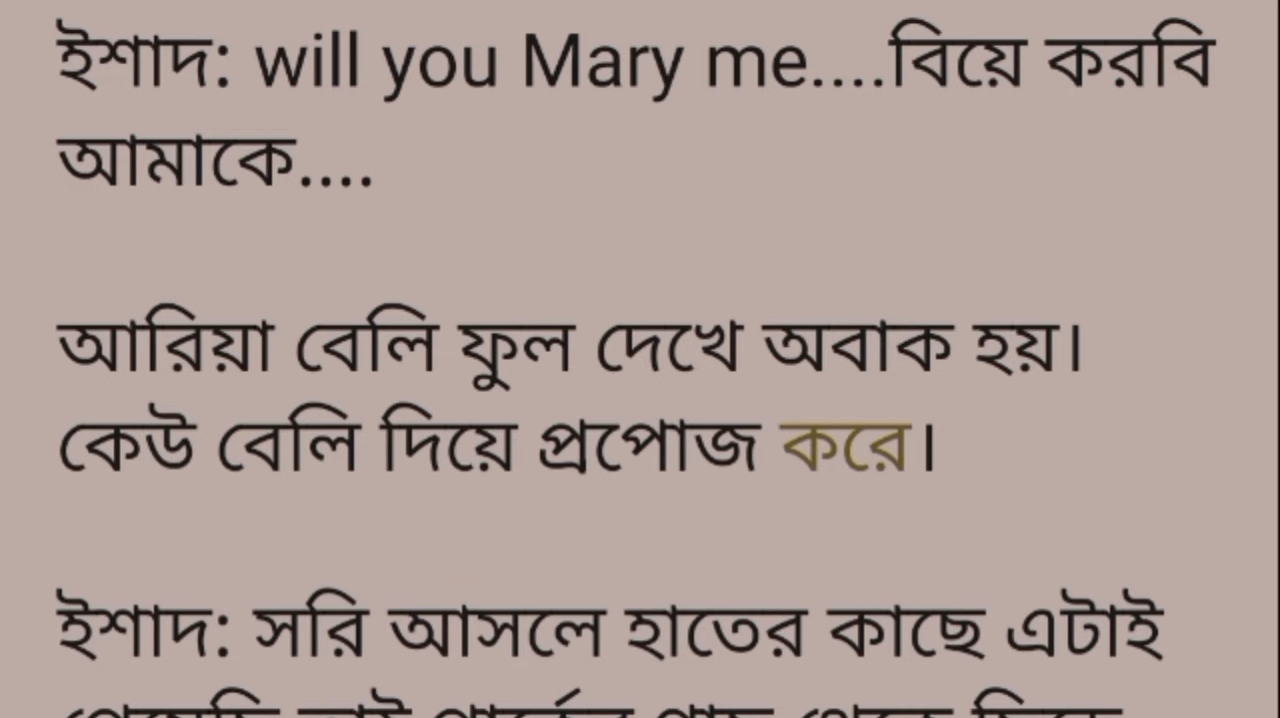 ইশাদ: will you Mary me....বিয়ে করবি
আমাকে....
আরিয়া বেলি ফুল দেখে অবাক হয়।
কেউ বেলি দিয়ে প্রপোজ করে।
ইশাদ: সরি আসলে হাতের কাছে এটাই